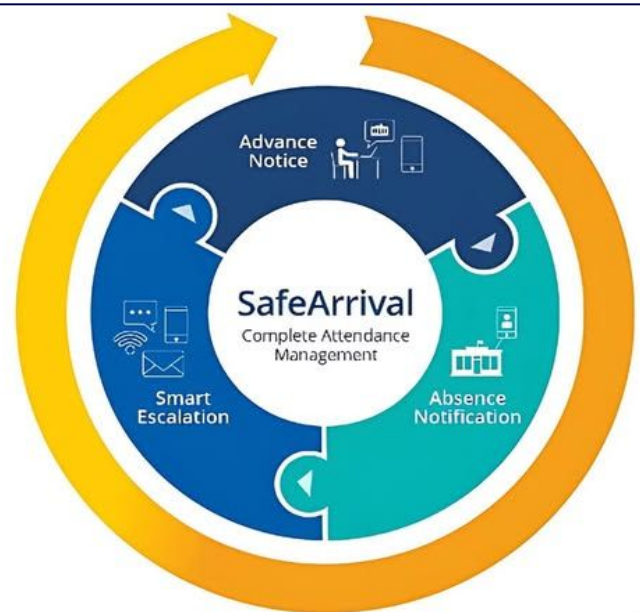 Advance
Notice
SafeArrival
Complete Attendance
Management
Smart
Escalation
Absence
Notification